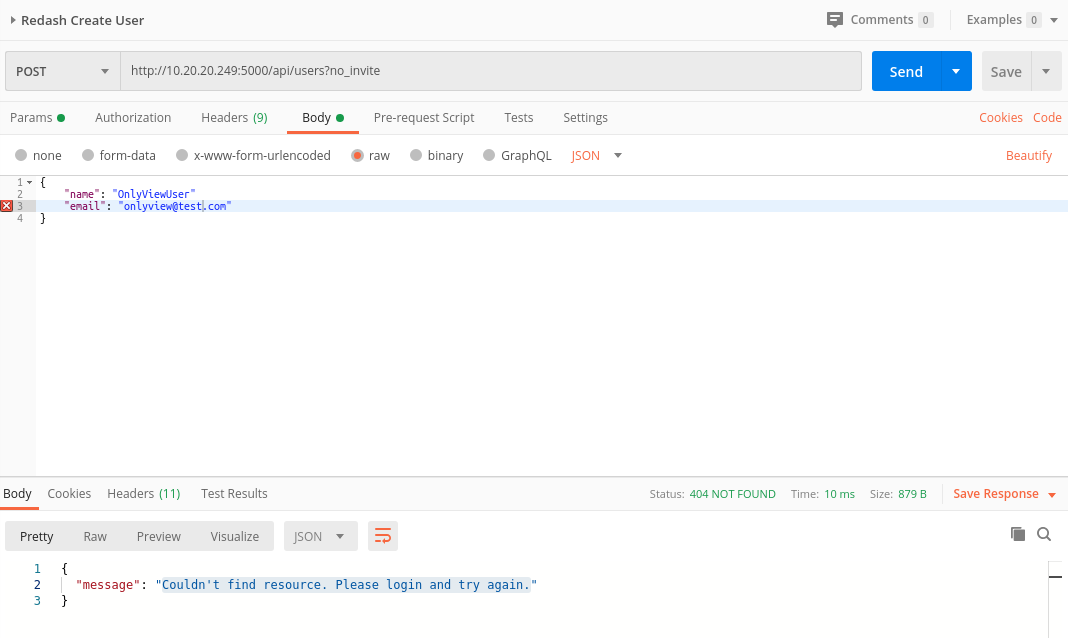 Redash Create User
Comments 0
Examples 0
POST
http://10.20.20.249:5000/api/users?no_invite
Send
Save
Params
Authorization
Headers (9)
Body
Pre-request Script
Tests
Settings
Cookies
Code
none
form-data
x-www-form-urlencoded
raw
binary
GraphQL
JSON
Beautify
1 {
2 "name": "OnlyViewUser"
3 "email": "onlyview@test.com"
4 }
Body
Cookies
Headers (11)
Test Results
Status: 404 NOT FOUND
Time: 10 ms
Size: 879 B
Save Response
Pretty
Raw
Preview
Visualize
JSON
1 {
2 "message": "Couldn't find resource. Please login and try again."
3 }